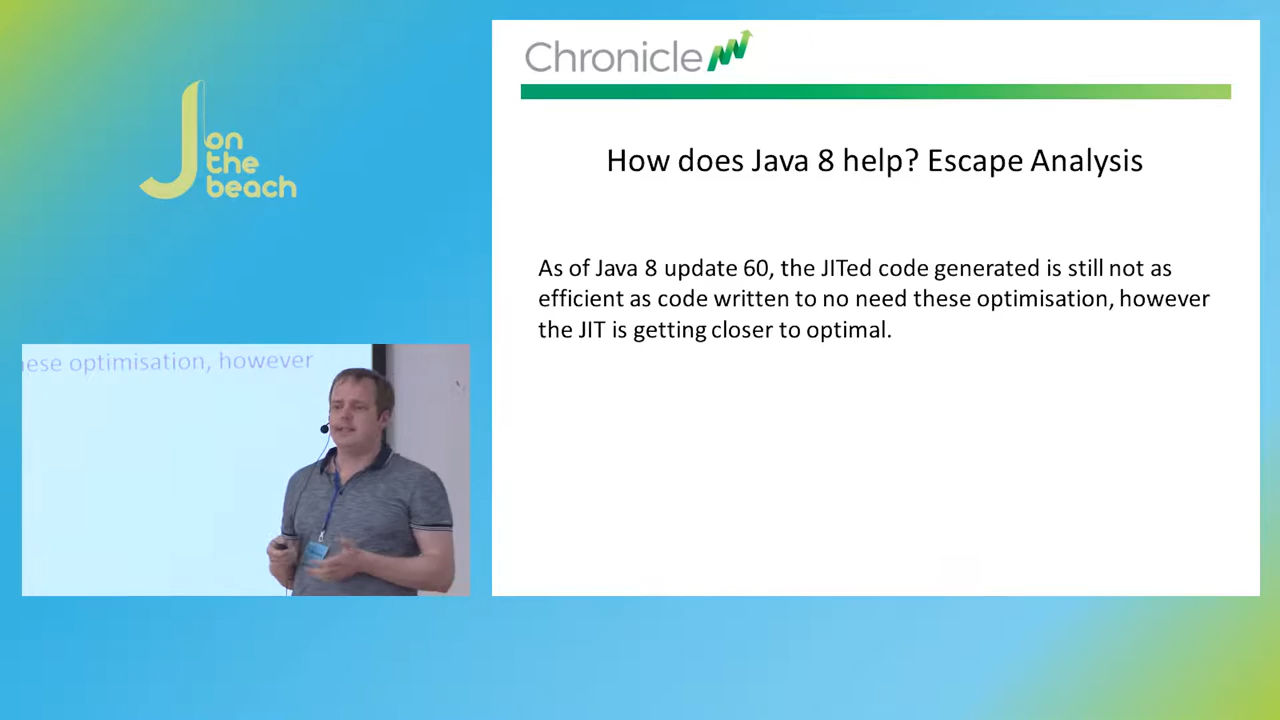 J on
the
beach
Chronicle
How does Java 8 help? Escape Analysis
As of Java 8 update 60, the JITed code generated is still not as
efficient as code written to no need these optimisation, however
the JIT is getting closer to optimal.
hese optimisation, however